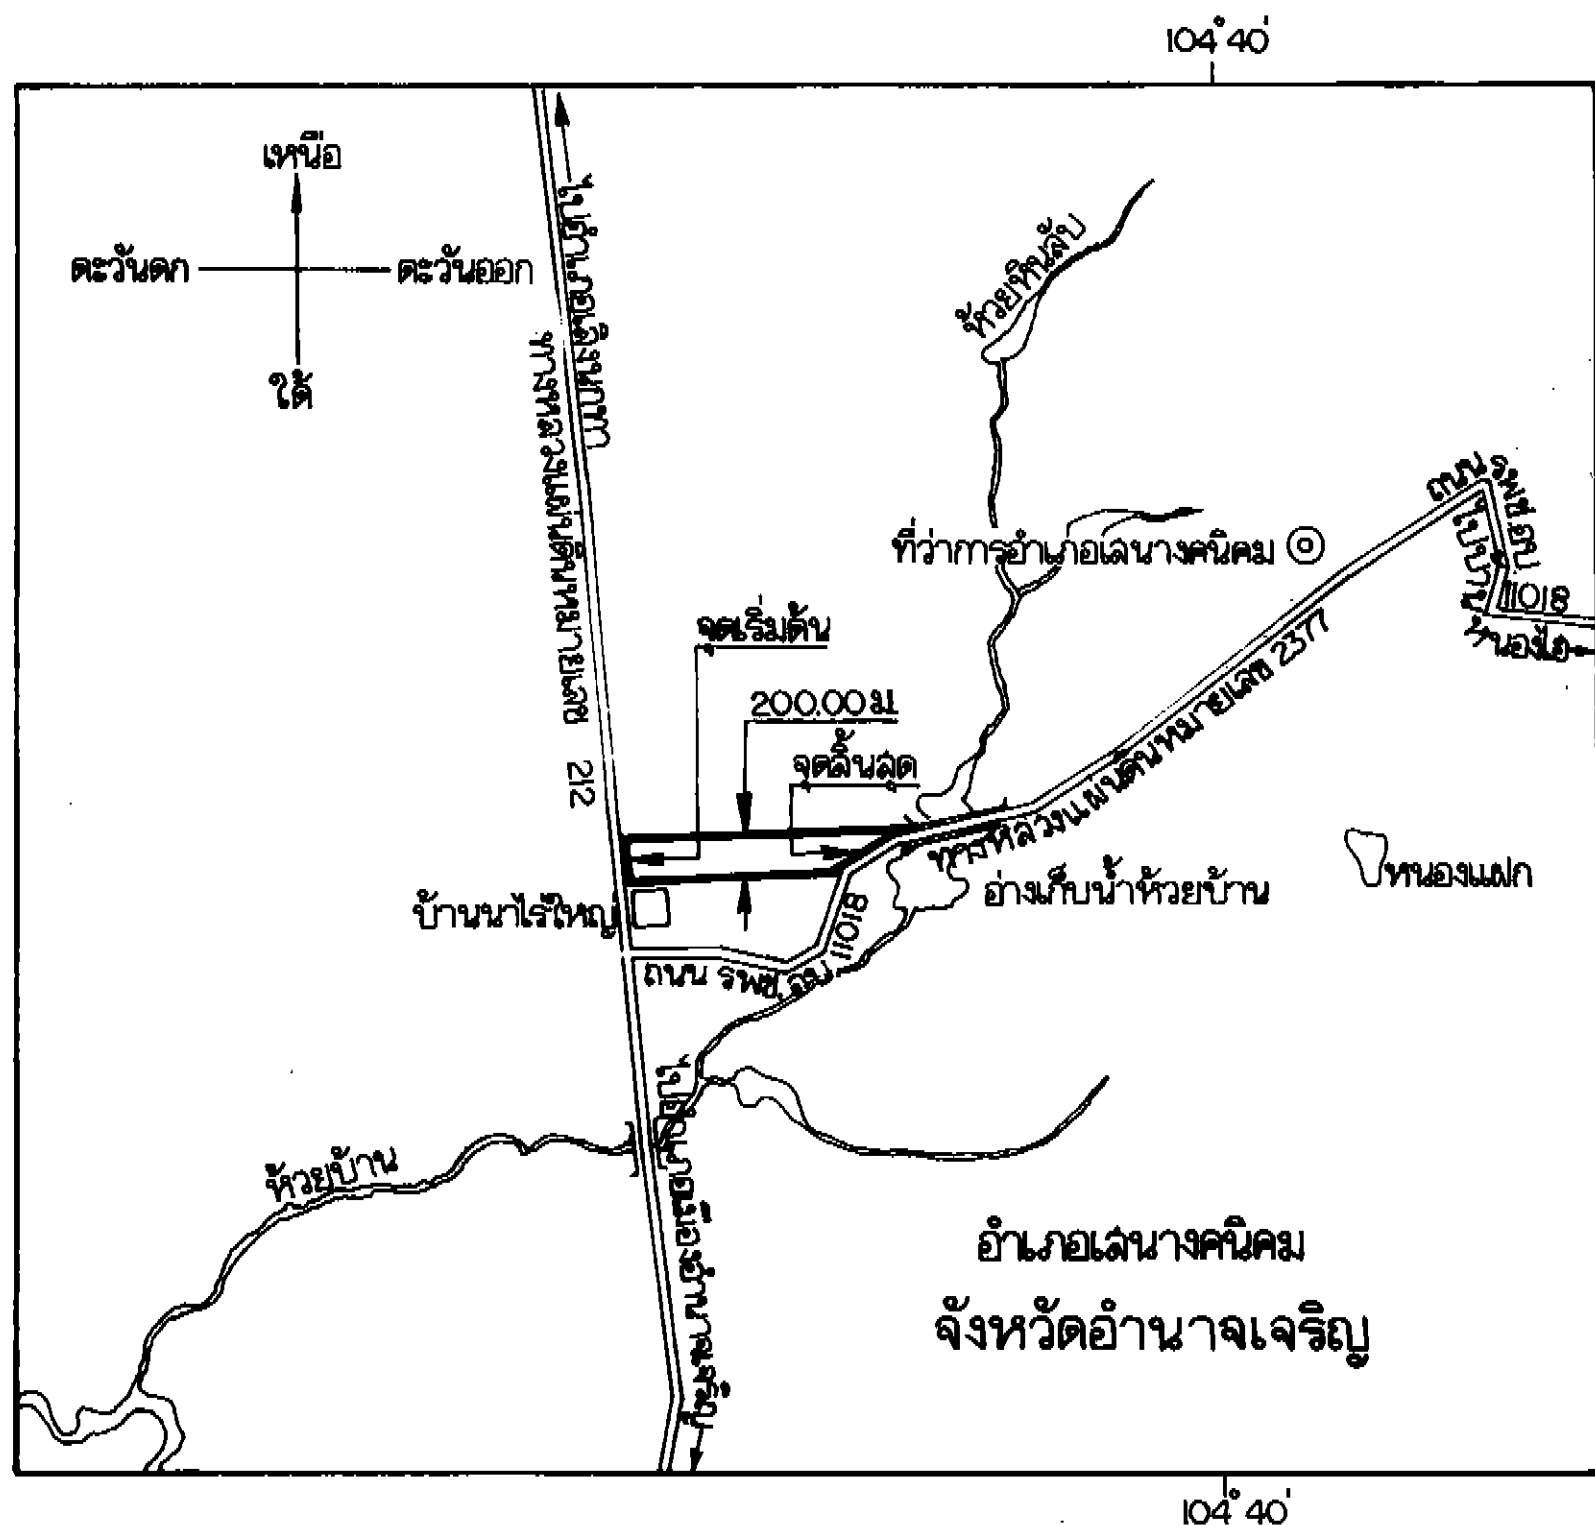 104°40'
เหนือ
ตะวันตก
ตะวันออก
ใต้
ไปอำเภอเลิงนกทา
ทางหลวงแผ่นดินหมายเลข 212
ห้วยหินลับ
ที่ว่าการอำเภอเสนางคนิคม
ถนน รพช. อบ 11018
ไปบ้าน
หนองไฮ
จุดเริ่มต้น
200.00 ม.
จุดสิ้นสุด
ทางหลวงแผ่นดินหมายเลข 2377
อ่างเก็บน้ำห้วยบ้าน
หนองแฝก
บ้านนาไร่ใหญ่
ถนน รพช. อบ 11018
ไปอำเภอเมืองอำนาจเจริญ
ห้วยบ้าน
อำเภอเสนางคนิคม
จังหวัดอำนาจเจริญ
104°40'